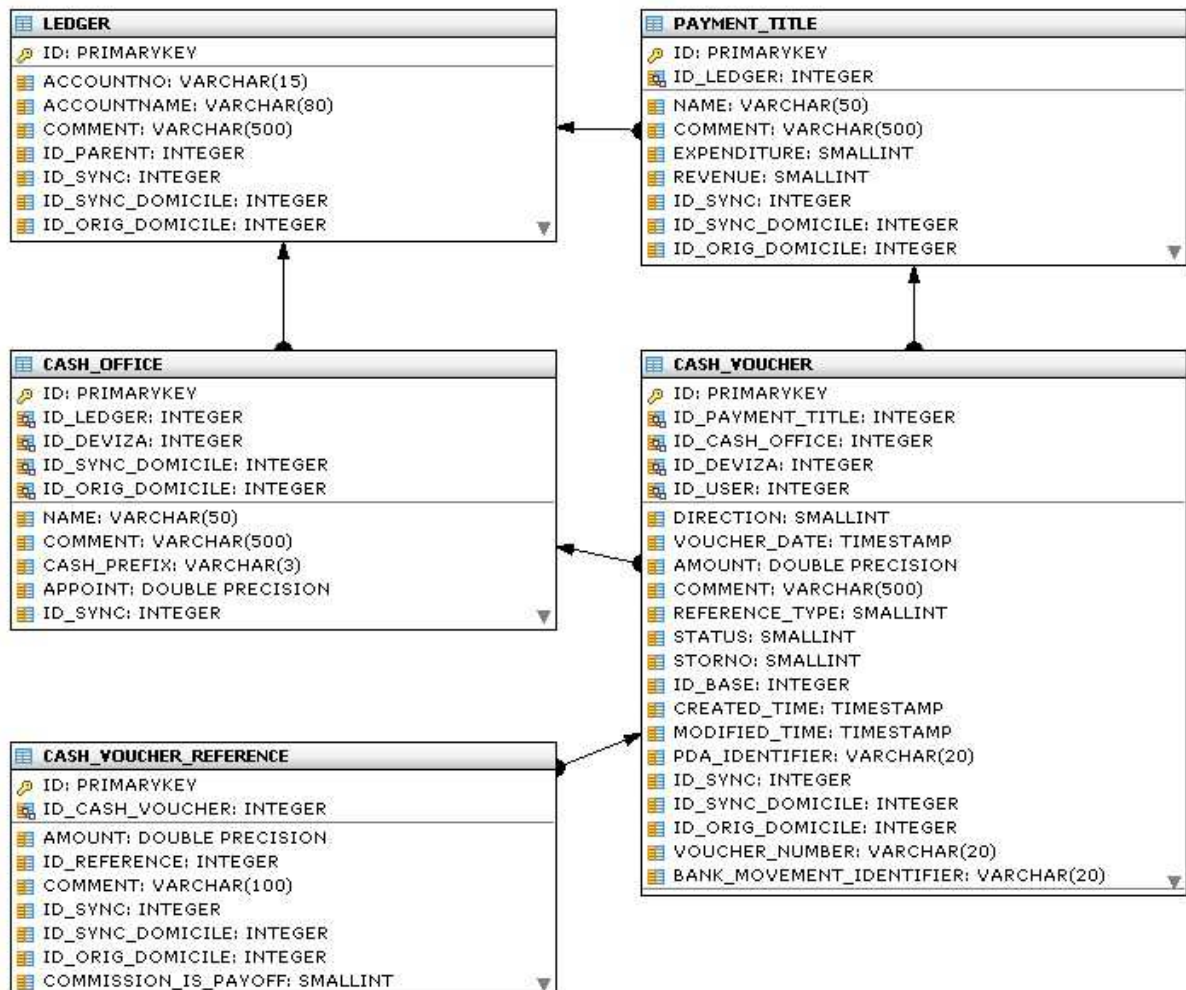 LEDGER
ID: PRIMARYKEY
ACCOUNTNO: VARCHAR(15)
ACCOUNTNAME: VARCHAR(80)
COMMENT: VARCHAR(500)
ID_PARENT: INTEGER
ID_SYNC: INTEGER
ID_SYNC_DOMICILE: INTEGER
ID_ORIG_DOMICILE: INTEGER
PAYMENT_TITLE
ID: PRIMARYKEY
ID_LEDGER: INTEGER
NAME: VARCHAR(50)
COMMENT: VARCHAR(500)
EXPENDITURE: SMALLINT
REVENUE: SMALLINT
ID_SYNC: INTEGER
ID_SYNC_DOMICILE: INTEGER
ID_ORIG_DOMICILE: INTEGER
CASH_OFFICE
ID: PRIMARYKEY
ID_LEDGER: INTEGER
ID_DEVIZA: INTEGER
ID_SYNC_DOMICILE: INTEGER
ID_ORIG_DOMICILE: INTEGER
NAME: VARCHAR(50)
COMMENT: VARCHAR(500)
CASH_PREFIX: VARCHAR(3)
APPOINT: DOUBLE PRECISION
ID_SYNC: INTEGER
CASH_VOUCHER
ID: PRIMARYKEY
ID_PAYMENT_TITLE: INTEGER
ID_CASH_OFFICE: INTEGER
ID_DEVIZA: INTEGER
ID_USER: INTEGER
DIRECTION: SMALLINT
VOUCHER_DATE: TIMESTAMP
AMOUNT: DOUBLE PRECISION
COMMENT: VARCHAR(500)
REFERENCE_TYPE: SMALLINT
STATUS: SMALLINT
STORNO: SMALLINT
ID_BASE: INTEGER
CREATED_TIME: TIMESTAMP
MODIFIED_TIME: TIMESTAMP
PDA_IDENTIFIER: VARCHAR(20)
ID_SYNC: INTEGER
ID_SYNC_DOMICILE: INTEGER
ID_ORIG_DOMICILE: INTEGER
VOUCHER_NUMBER: VARCHAR(20)
BANK_MOVEMENT_IDENTIFIER: VARCHAR(20)
CASH_VOUCHER_REFERENCE
ID: PRIMARYKEY
ID_CASH_VOUCHER: INTEGER
AMOUNT: DOUBLE PRECISION
ID_REFERENCE: INTEGER
COMMENT: VARCHAR(100)
ID_SYNC: INTEGER
ID_SYNC_DOMICILE: INTEGER
ID_ORIG_DOMICILE: INTEGER
COMMISSION_IS_PAYOFF: SMALLINT